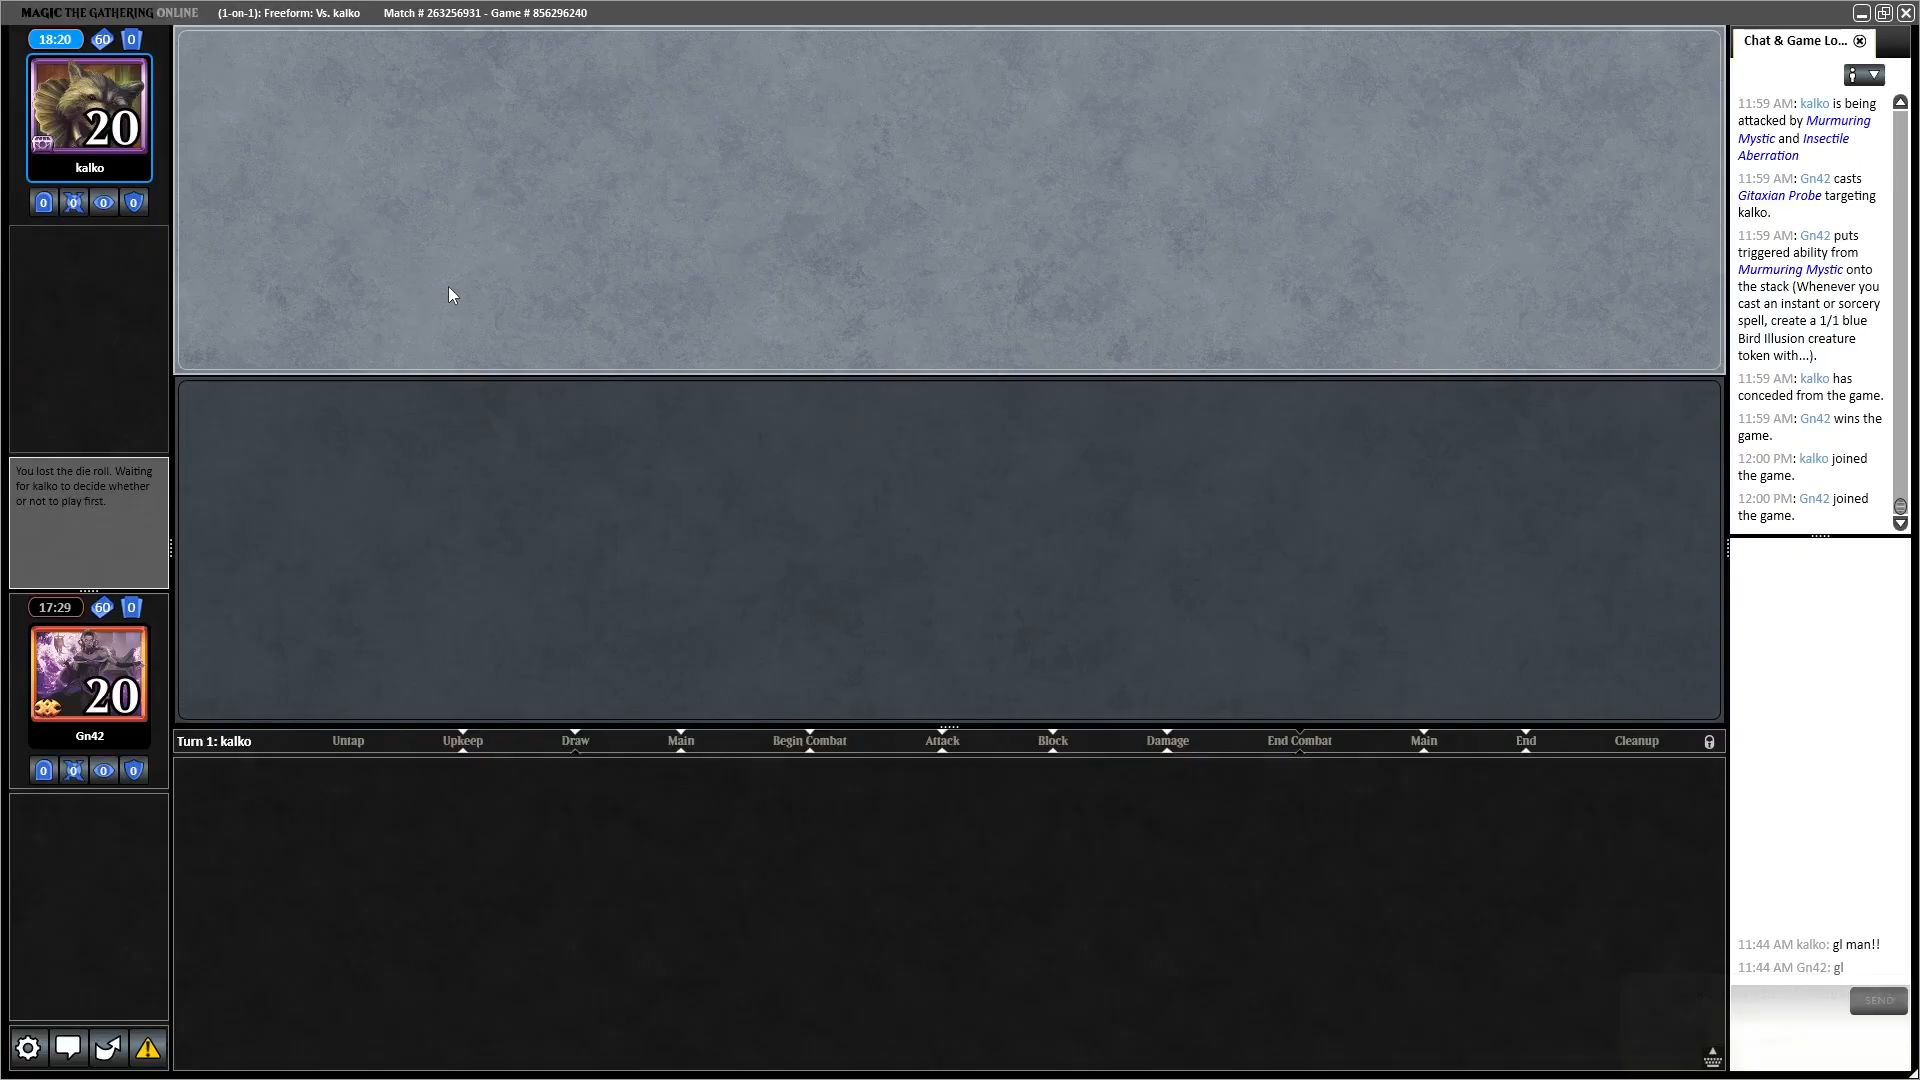 MAGIC THE GATHERING ONLINE (1-on-1): Freeform: Vs. kalko Match # 263256931 - Game # 856296240
18:20 60 0
20
kalko
0 0 0 0
You lost the die roll. Waiting
for kalko to decide whether
or not to play first.
17:29 60 0
20
Gn42
0 0 0 0
Turn 1: kalko Untap Upkeep Draw Main Begin Combat Attack Block Damage End Combat Main End Cleanup
Chat & Game Lo...
11:59 AM: kalko is being
attacked by Murmuring
Mystic and Insectile
Aberration
11:59 AM: Gn42 casts
Gitaxian Probe targeting
kalko.
11:59 AM: Gn42 puts
triggered ability from
Murmuring Mystic onto
the stack (Whenever you
cast an instant or sorcery
spell, create a 1/1 blue
Bird Illusion creature
token with...).
11:59 AM: kalko has
conceded from the game.
11:59 AM: Gn42 wins the
game.
12:00 PM: kalko joined
the game.
12:00 PM: Gn42 joined
the game.
11:44 AM kalko: gl man!!
11:44 AM Gn42: gl
SEND